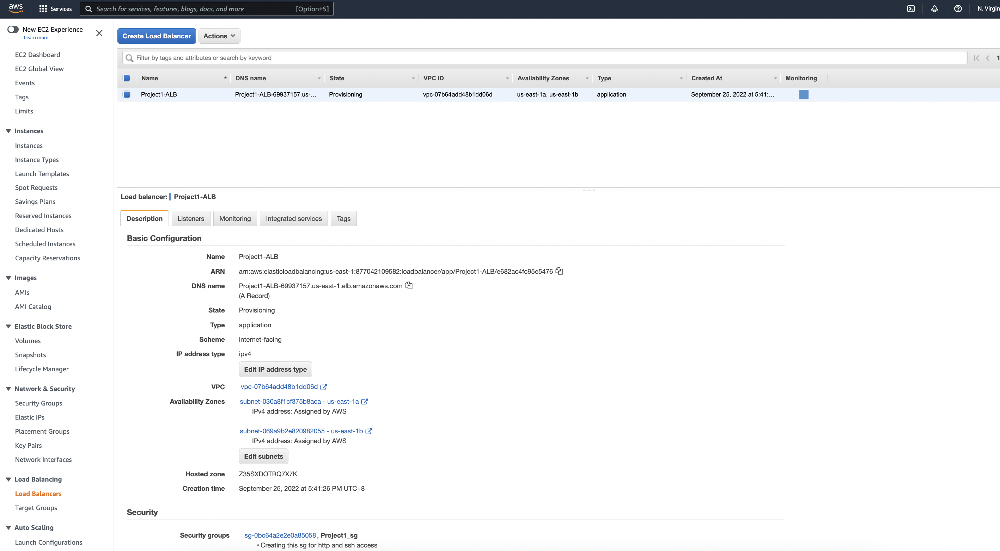 aws
Services
Search for services, features, blogs, docs, and more
[Option+S]
N. Virgin
New EC2 Experience
Learn more
EC2 Dashboard
EC2 Global View
Events
Tags
Limits
Instances
Instances
Instance Types
Launch Templates
Spot Requests
Savings Plans
Reserved Instances
Dedicated Hosts
Scheduled Instances
Capacity Reservations
Images
AMIs
AMI Catalog
Elastic Block Store
Volumes
Snapshots
Lifecycle Manager
Network & Security
Security Groups
Elastic IPs
Placement Groups
Key Pairs
Network Interfaces
Load Balancing
Load Balancers
Target Groups
Auto Scaling
Launch Configurations
Create Load Balancer Actions
Filter by tags and attributes or search by keyword
1
Name DNS name State VPC ID Availability Zones Type Created At Monitoring
Project1-ALB Project1-ALB-69937157.us-... Provisioning vpc-07b64add48b1dd06d us-east-1a, us-east-1b application September 25, 2022 at 5:41:...
Load balancer: Project1-ALB
Description Listeners Monitoring Integrated services Tags
Basic Configuration
Name Project1-ALB
ARN arn:aws:elasticloadbalancing:us-east-1:877042109582:loadbalancer/app/Project1-ALB/e682ac4fc95e5476
DNS name Project1-ALB-69937157.us-east-1.elb.amazonaws.com
(A Record)
State Provisioning
Type application
Scheme internet-facing
IP address type ipv4
Edit IP address type
VPC vpc-07b64add48b1dd06d
Availability Zones subnet-030a8f1cf375b8aca - us-east-1a
IPv4 address: Assigned by AWS
subnet-069a9b2e820982055 - us-east-1b
IPv4 address: Assigned by AWS
Edit subnets
Hosted zone Z35SXDOTRQ7X7K
Creation time September 25, 2022 at 5:41:26 PM UTC+8
Security
Security groups sg-0bc64a2e2e0a85058, Project1_sg
• Creating this sg for http and ssh access